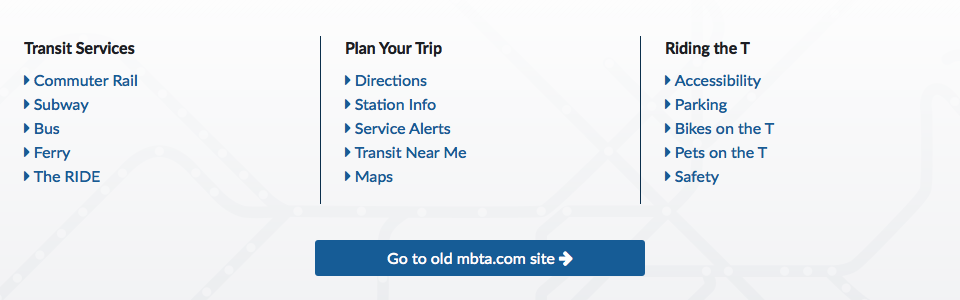 Transit Services
Commuter Rail
Subway
Bus
Ferry
The RIDE
Plan Your Trip
Directions
Station Info
Service Alerts
Transit Near Me
Maps
Riding the T
Accessibility
Parking
Bikes on the T
Pets on the T
Safety
Go to old mbta.com site